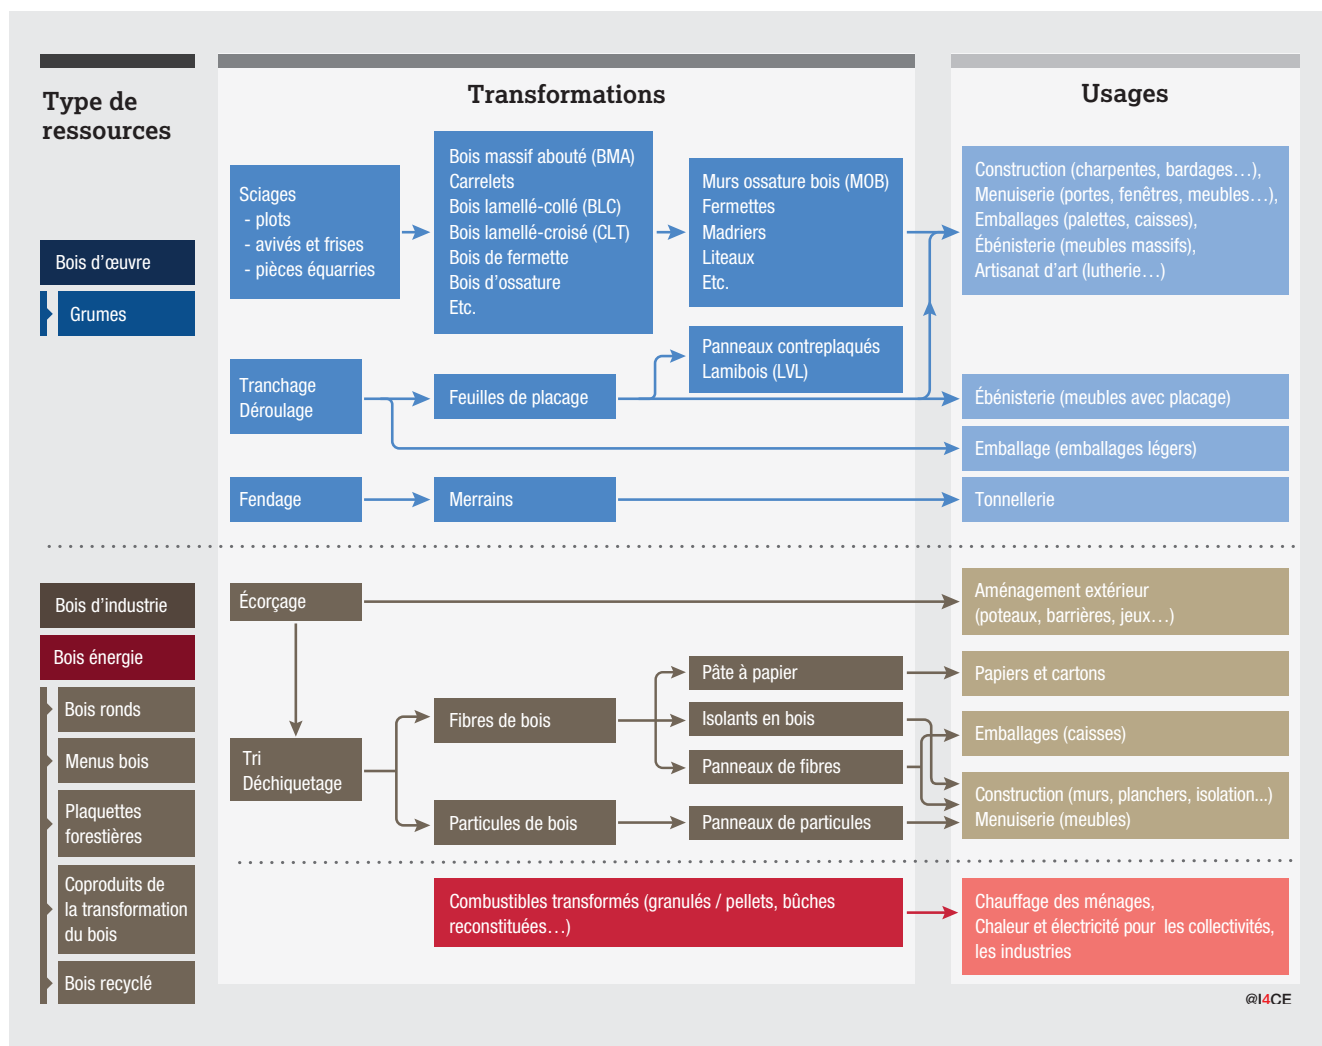 Type de
ressources
Transformations
Usages
Bois d'œuvre
Grumes
Sciages
- plots
- avivés et frises
- pièces équarries
Bois massif abouté (BMA)
Carrelets
Bois lamellé-collé (BLC)
Bois lamellé-croisé (CLT)
Bois de fermette
Bois d'ossature
Etc.
Murs ossature bois (MOB)
Fermettes
Madriers
Liteaux
Etc.
Construction (charpentes, bardages…),
Menuiserie (portes, fenêtres, meubles…),
Emballages (palettes, caisses),
Ébénisterie (meubles massifs),
Artisanat d'art (lutherie…)
Tranchage
Déroulage
Feuilles de placage
Panneaux contreplaqués
Lamibois (LVL)
Ébénisterie (meubles avec placage)
Emballage (emballages légers)
Fendage
Merrains
Tonnellerie
Bois d'industrie
Bois énergie
Bois ronds
Menus bois
Plaquettes
forestières
Coproduits de
la transformation
du bois
Bois recyclé
Écorçage
Aménagement extérieur
(poteaux, barrières, jeux…)
Tri
Déchiquetage
Fibres de bois
Particules de bois
Pâte à papier
Isolants en bois
Panneaux de fibres
Panneaux de particules
Papiers et cartons
Emballages (caisses)
Construction (murs, planchers, isolation...)
Menuiserie (meubles)
Combustibles transformés (granulés / pellets, bûches
reconstituées…)
Chauffage des ménages,
Chaleur et électricité pour les collectivités,
les industries
@I4CE